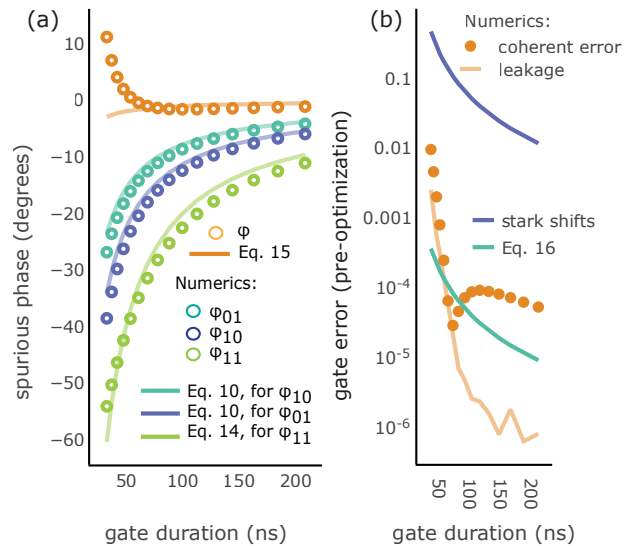 (a)
10
0
−10
−20
−30
−40
−50
−60
spurious phase (degrees)
φ
Eq. 15
Numerics:
φ01
φ10
φ11
Eq. 10, for φ10
Eq. 10, for φ01
Eq. 14, for φ11
50
100
150
200
gate duration (ns)
(b)
Numerics:
coherent error
leakage
0.1
0.01
0.001
10⁻⁴
10⁻⁵
10⁻⁶
gate error (pre-optimization)
stark shifts
Eq. 16
50
100
150
200
gate duration (ns)